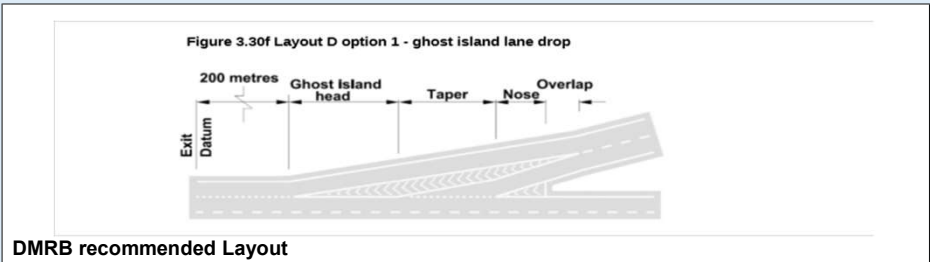 Figure 3.30f Layout D option 1 - ghost island lane drop
200 metres
Ghost Island
head
Taper
Nose
Overlap
Exit
Datum
DMRB recommended Layout